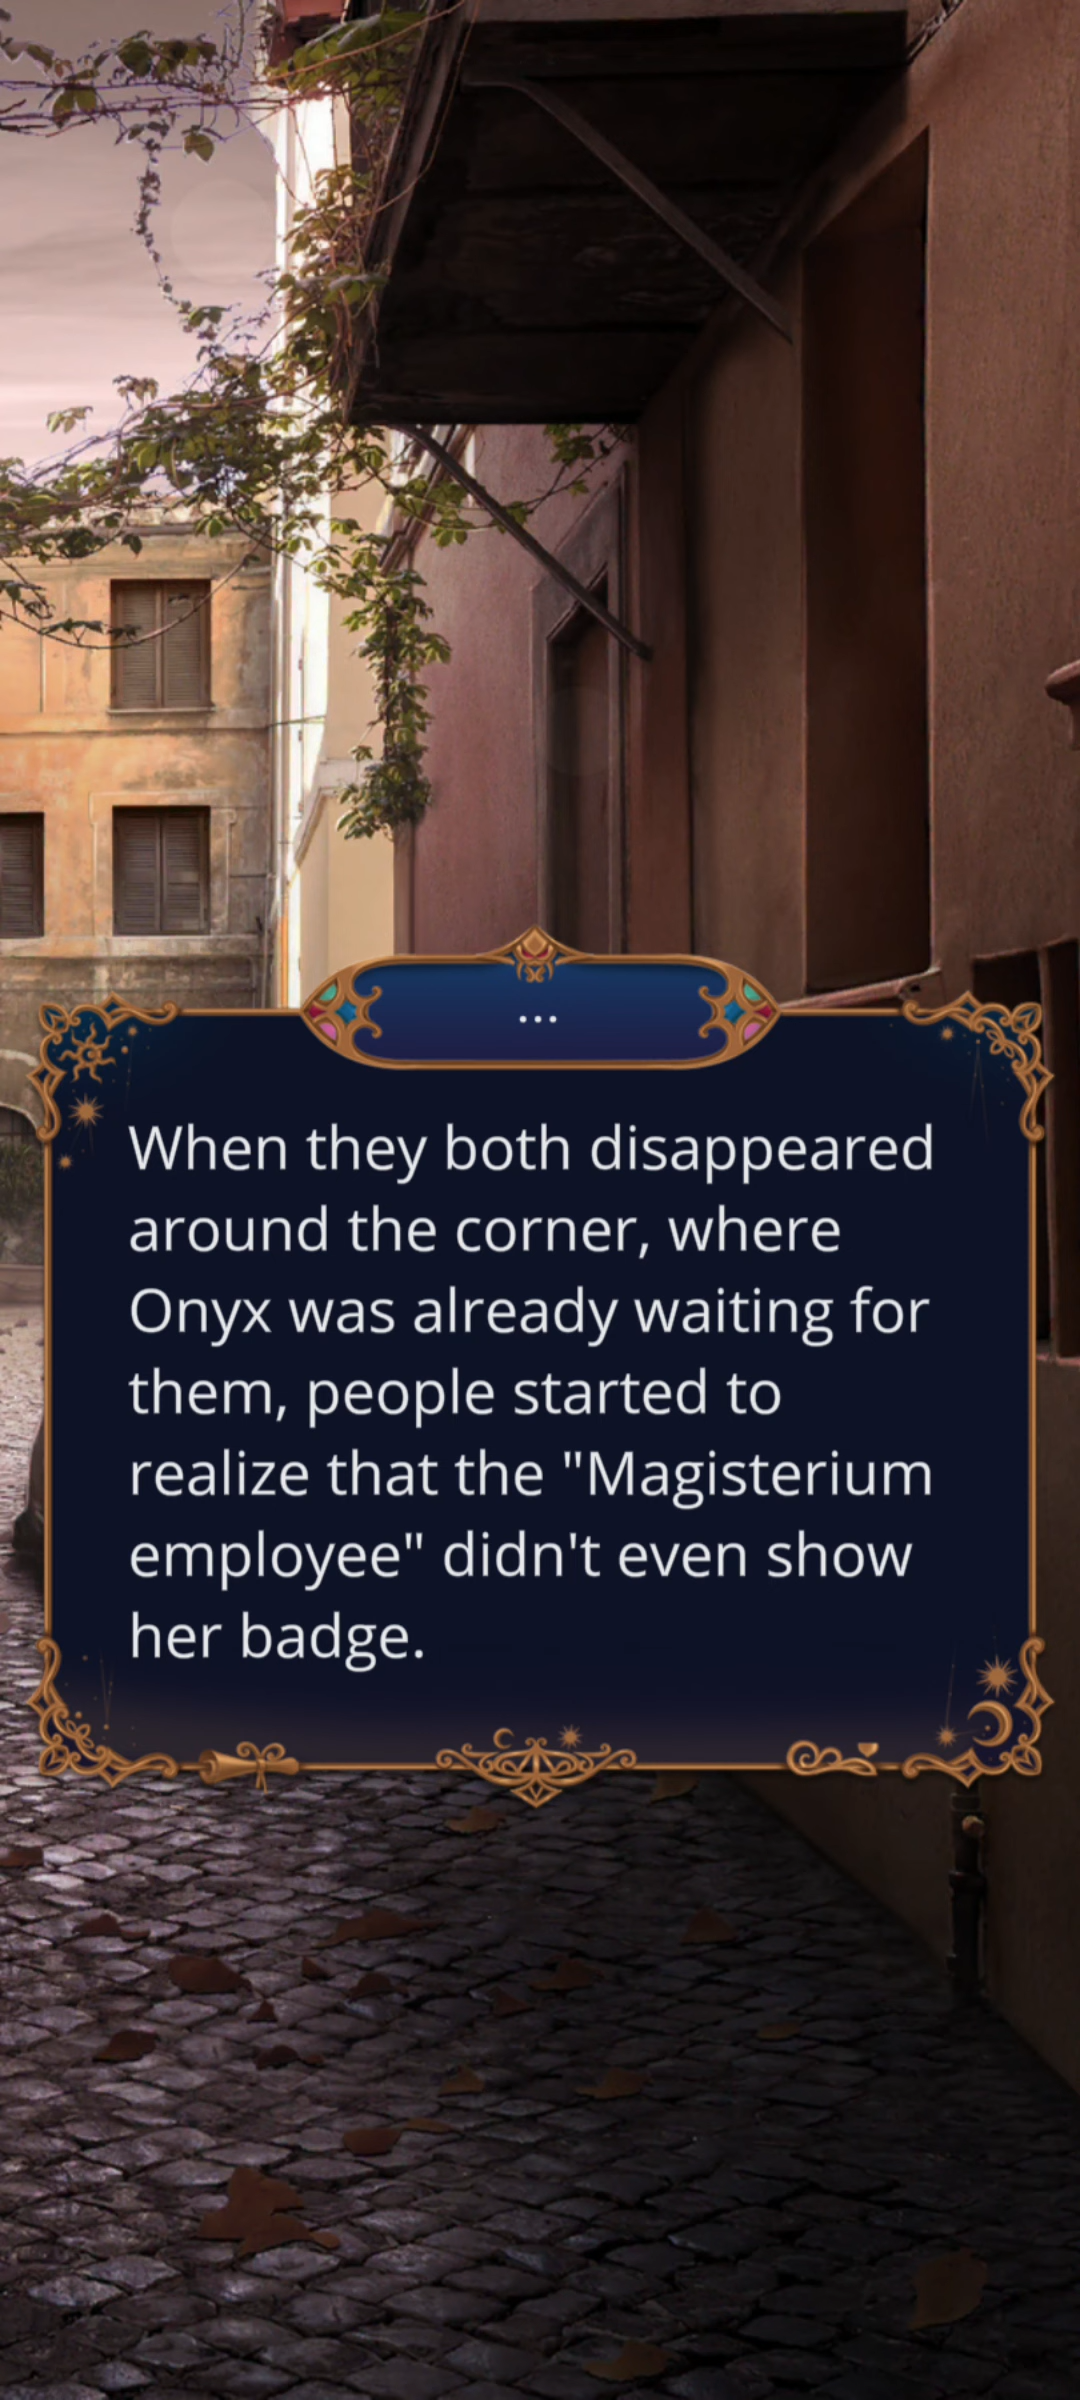 ...
When they both disappeared
around the corner, where
Onyx was already waiting for
them, people started to
realize that the "Magisterium
employee" didn't even show
her badge.